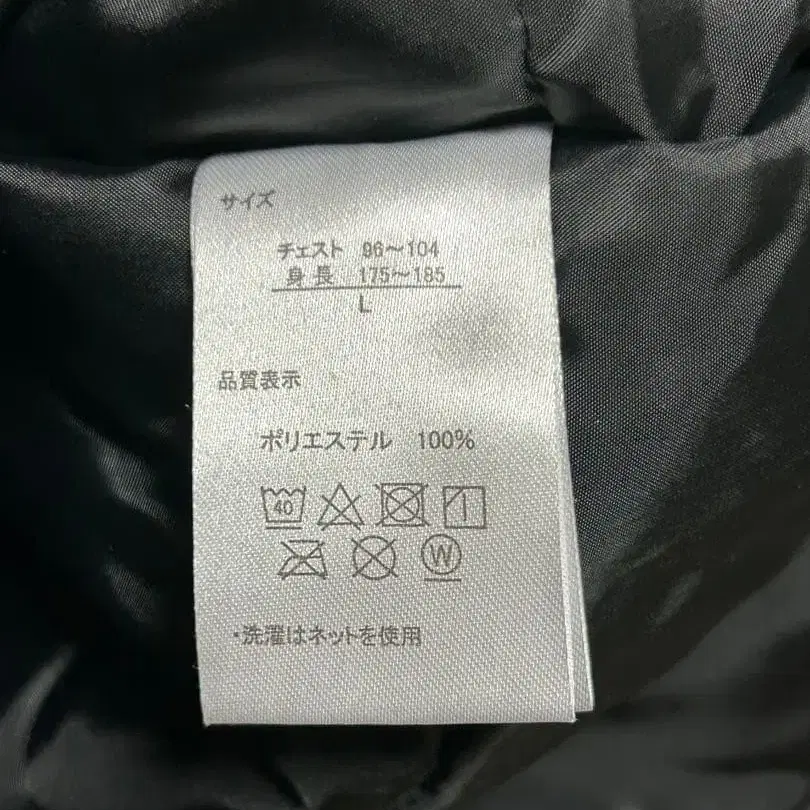 サイズ
チェスト 96～104
身長 175～185
L
品質表示
ポリエステル 100%
40
W
・洗濯はネットを使用